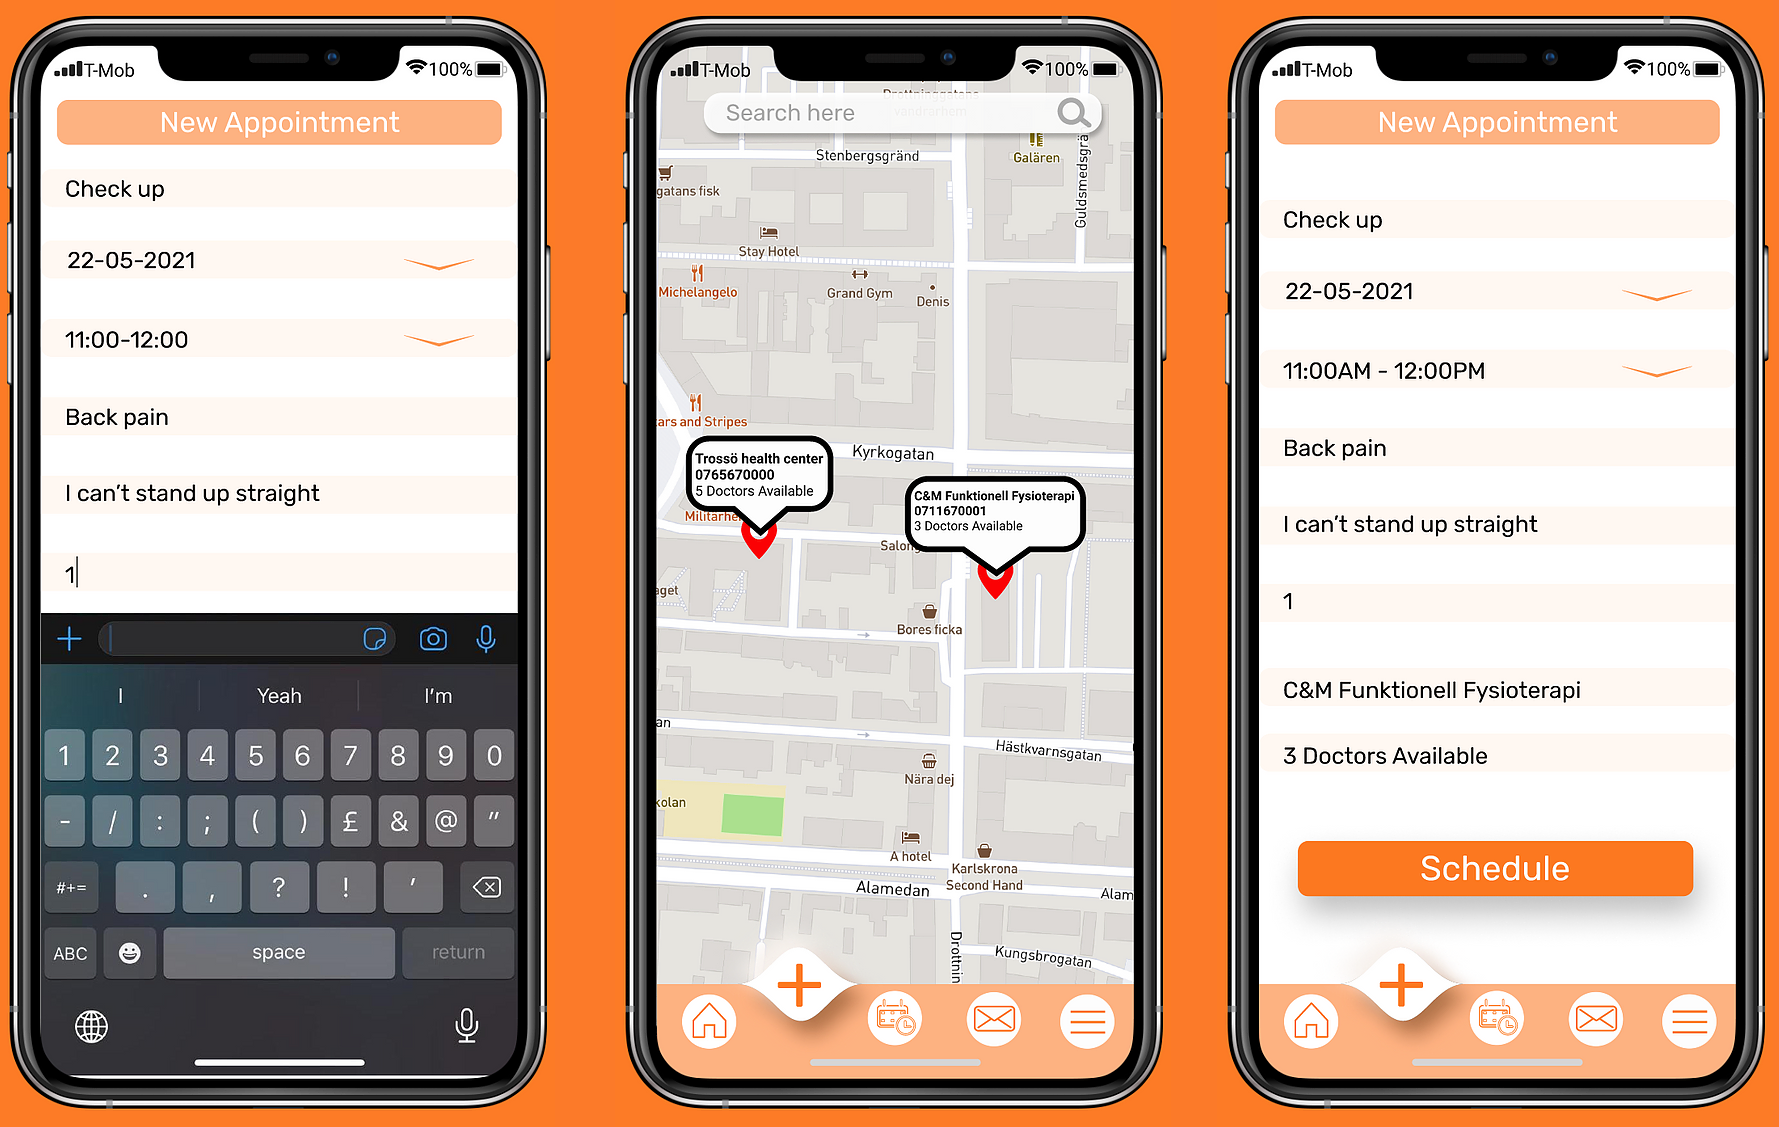 T-Mob 100%
New Appointment
Check up
22-05-2021
11:00-12:00
Back pain
I can't stand up straight
1
I Yeah I'm
1 2 3 4 5 6 7 8 9 0
- / : ; ( ) £ & @ "
#+= . , ? ! '
ABC space return
T-Mob 100%
Search here
Stenbergsgränd
Galären
Guldsmedsgrä
gatans fisk
Stay Hotel
Michelangelo
Grand Gym
Denis
ars and Stripes
Kyrkogatan
Trossö health center
0765670000
5 Doctors Available
C&M Funktionell Fysioterapi
0711670001
3 Doctors Available
Militärhe
Salong
aget
Bores ficka
an
Hästkvarnsgatan
Nära dej
kolan
A hotel
Karlskrona
Second Hand
Alamedan
Alam
Drottnin
Kungsbrogatan
T-Mob 100%
New Appointment
Check up
22-05-2021
11:00AM - 12:00PM
Back pain
I can't stand up straight
1
C&M Funktionell Fysioterapi
3 Doctors Available
Schedule